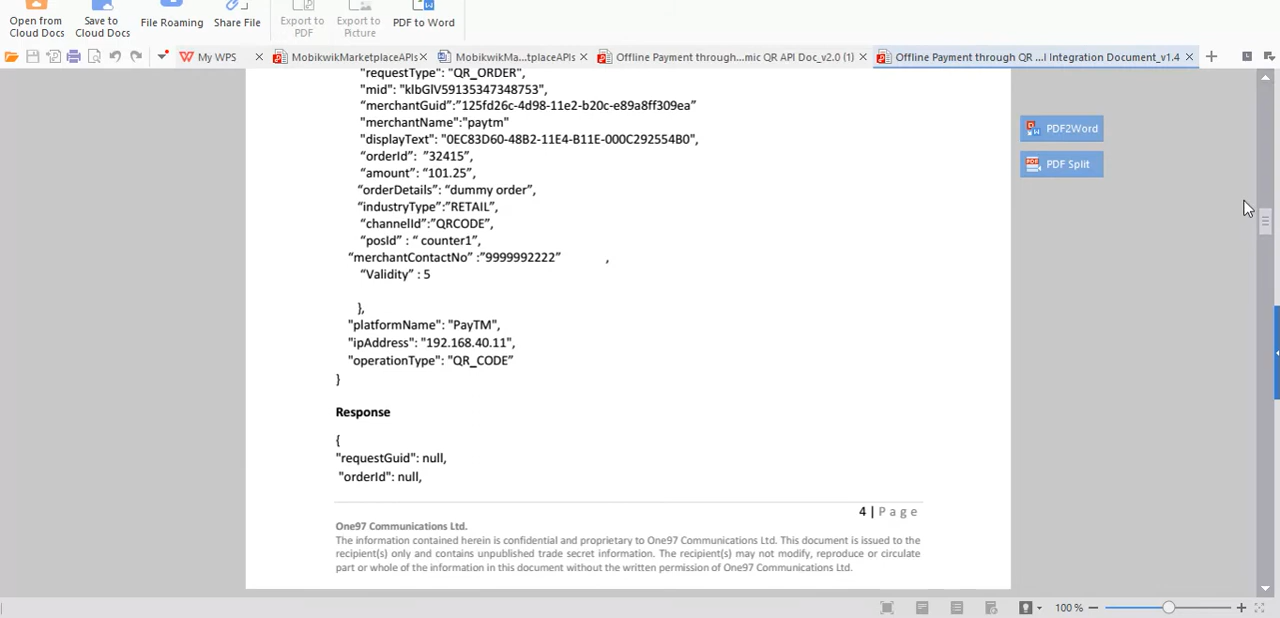 Open from
Cloud Docs
Save to
Cloud Docs
File Roaming
Share File
Export to
PDF
Export to
Picture
PDF to Word
My WPS
MobikwikMarketplaceAPIs
MobikwikMa...tplaceAPIs
Offline Payment through...mic QR API Doc_v2.0 (1)
Offline Payment through QR ...l Integration Document_v1.4
"requestType": "QR_ORDER",
"mid": "klbGlV59135347348753",
“merchantGuid”:”125fd26c-4d98-11e2-b20c-e89a8ff309ea”
"merchantName":"paytm"
"displayText": "0EC83D60-48B2-11E4-B11E-000C292554B0",
“orderId”: ”32415”,
“amount”: “101.25”,
“orderDetails”: “dummy order”,
“industryType”:”RETAIL”,
“channelId”:”QRCODE”,
“posId” : “ counter1”,
“merchantContactNo” :”9999992222” ,
“Validity” : 5
},
"platformName": "PayTM",
"ipAddress": "192.168.40.11",
"operationType": "QR_CODE”
}
Response
{
"requestGuid": null,
"orderId": null,
4 | Page
One97 Communications Ltd.
The information contained herein is confidential and proprietary to One97 Communications Ltd. This document is issued to the
recipient(s) only and contains unpublished trade secret information. The recipient(s) may not modify, reproduce or circulate
part or whole of the information in this document without the written permission of One97 Communications Ltd.
PDF2Word
PDF Split
100 %